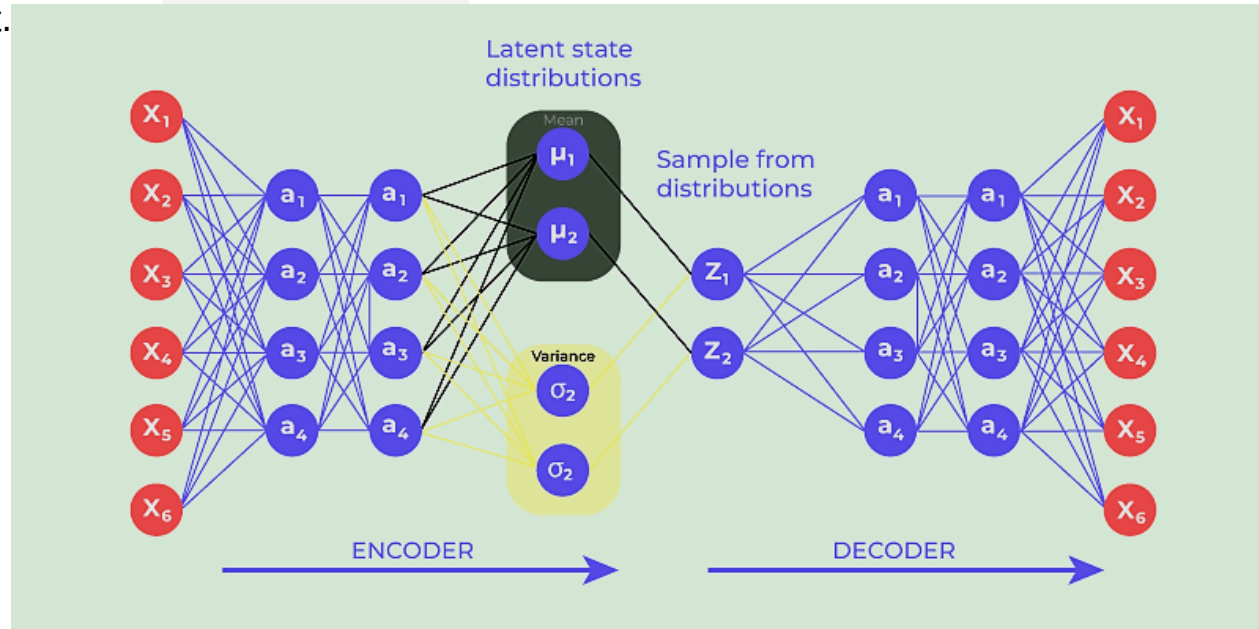 Latent state
distributions
Mean
μ₁
μ₂
Variance
σ₂
σ₂
Sample from
distributions
X₁
X₂
X₃
X₄
X₅
X₆
a₁
a₂
a₃
a₄
a₁
a₂
a₃
a₄
Z₁
Z₂
a₁
a₂
a₃
a₄
a₁
a₂
a₃
a₄
X₁
X₂
X₃
X₄
X₅
X₆
ENCODER
DECODER